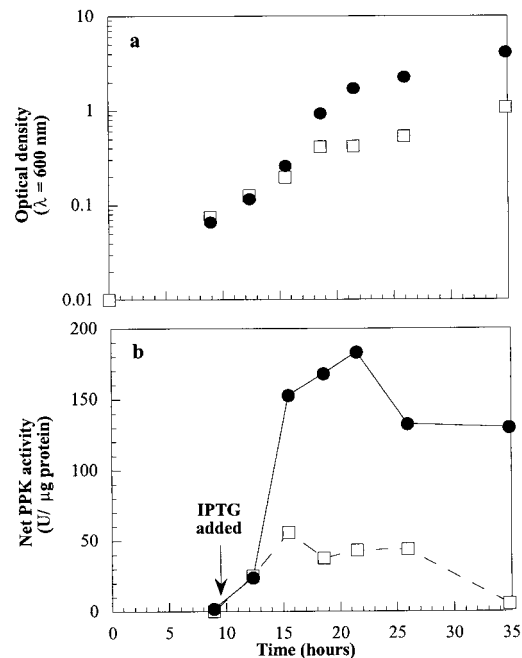 10
a
1
0.1
0.01
Optical density
(λ = 600 nm)
200
b
150
100
50
0
Net PPK activity
(U/ μg protein)
IPTG
added
0 5 10 15 20 25 30 35
Time (hours)